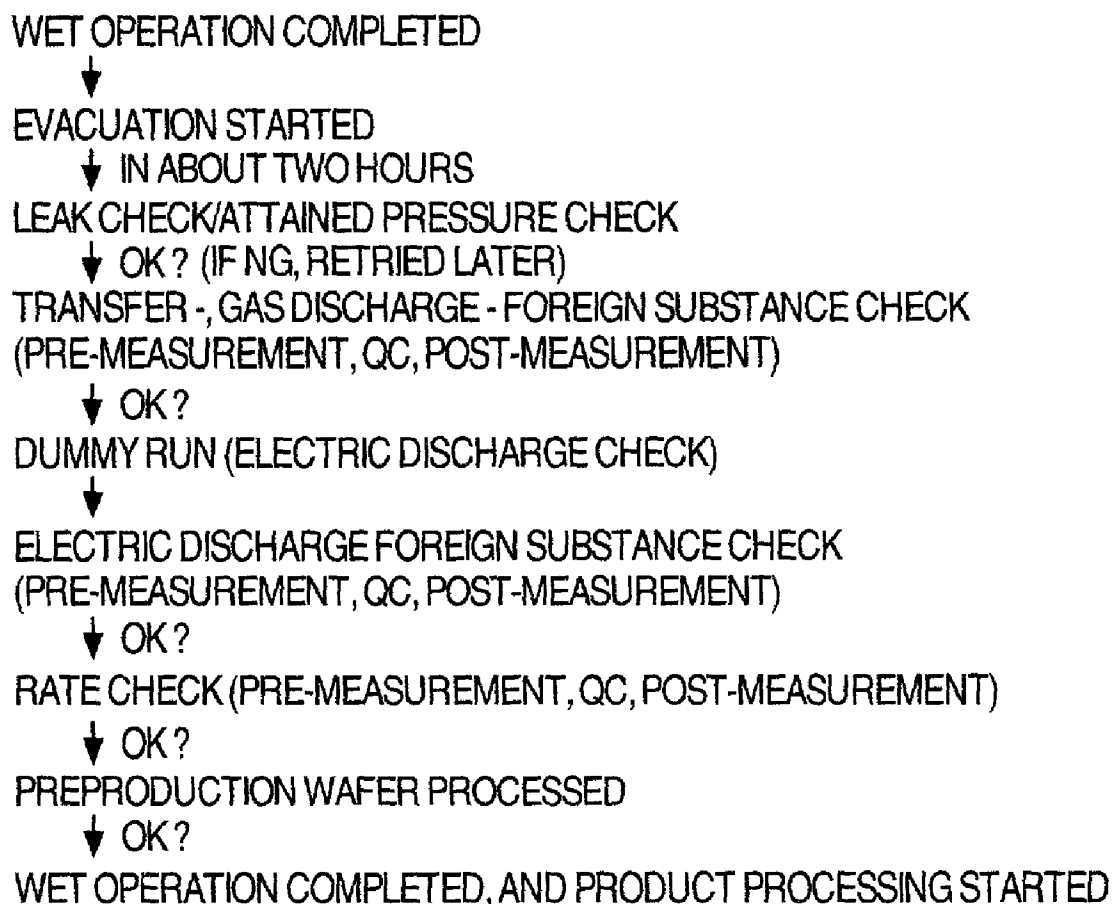 WET OPERATION COMPLETED
EVACUATION STARTED
IN ABOUT TWO HOURS
LEAK CHECK/ATTAINED PRESSURE CHECK
OK? (IF NG, RETRIED LATER)
TRANSFER -, GAS DISCHARGE - FOREIGN SUBSTANCE CHECK
(PRE-MEASUREMENT, QC, POST-MEASUREMENT)
OK?
DUMMY RUN (ELECTRIC DISCHARGE CHECK)
ELECTRIC DISCHARGE FOREIGN SUBSTANCE CHECK
(PRE-MEASUREMENT, QC, POST-MEASUREMENT)
OK?
RATE CHECK (PRE-MEASUREMENT, QC, POST-MEASUREMENT)
OK?
PREPRODUCTION WAFER PROCESSED
OK?
WET OPERATION COMPLETED, AND PRODUCT PROCESSING STARTED